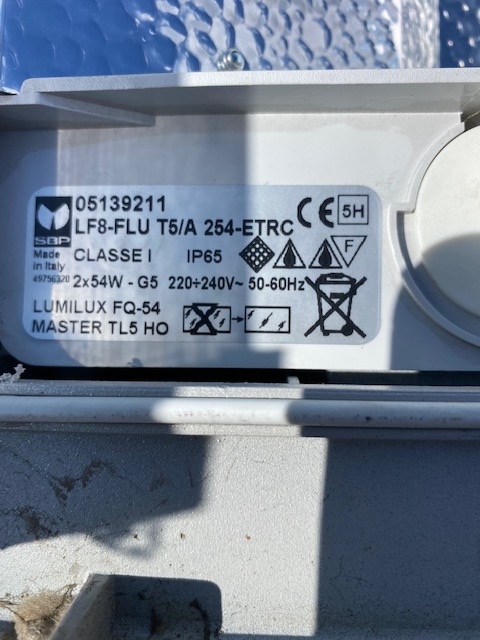 05139211
LF8-FLU T5/A 254-ETRC
CE
5H
SBP
Made in Italy
CLASSE I
IP65
F
49756320
2x54W - G5
220÷240V~ 50-60Hz
LUMILUX FQ-54
MASTER TL5 HO